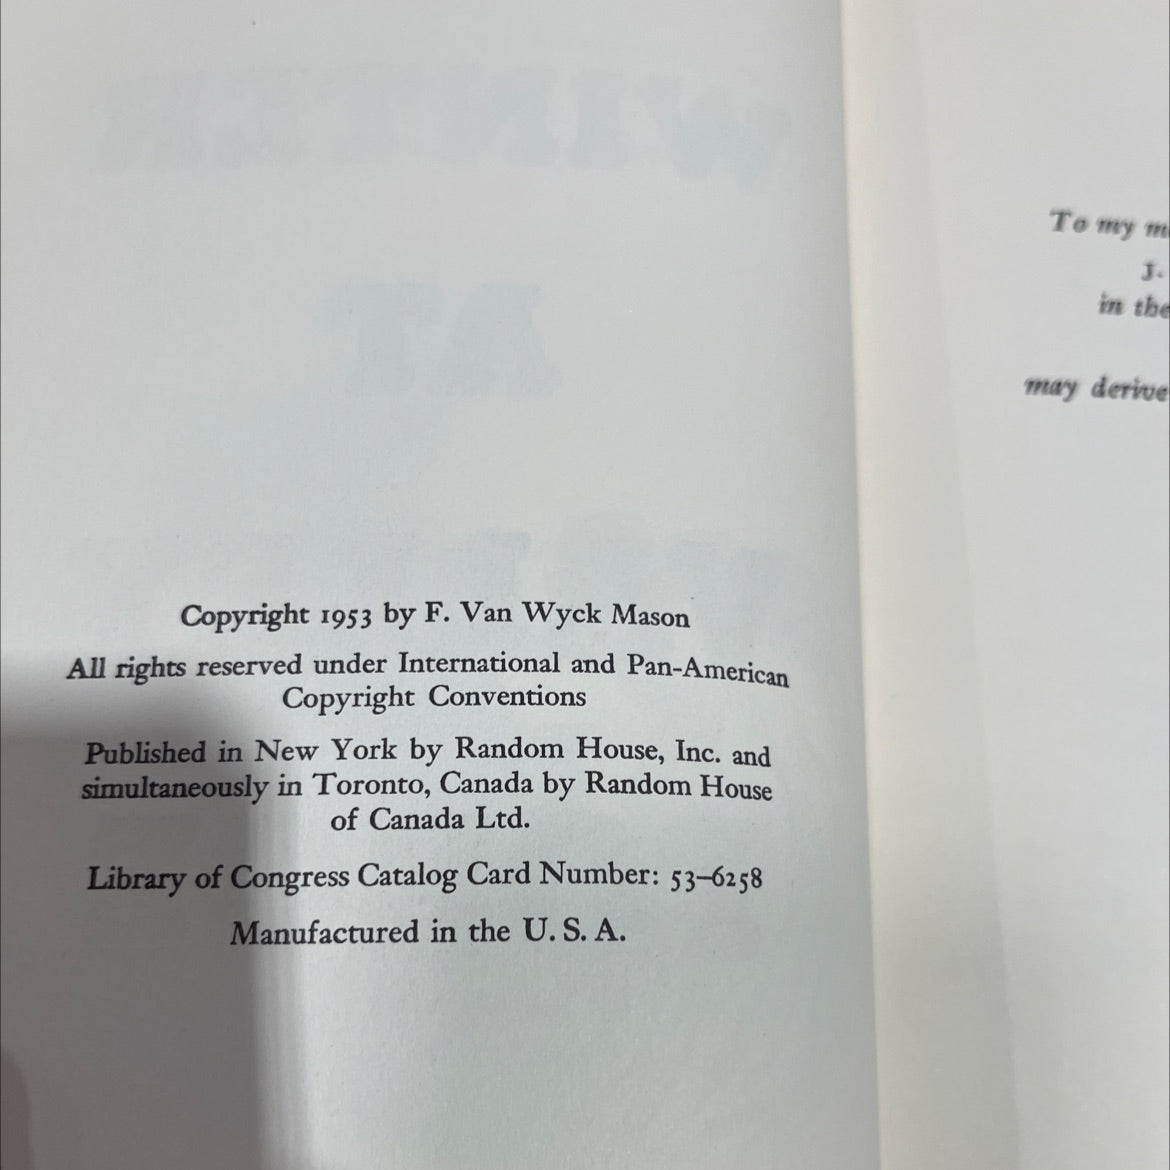 Copyright 1953 by F. Van Wyck Mason
All rights reserved under International and Pan-American
Copyright Conventions
Published in New York by Random House, Inc. and
simultaneously in Toronto, Canada by Random House
of Canada Ltd.
Library of Congress Catalog Card Number: 53–6258
Manufactured in the U. S. A.
To my
J.
in the
may derive